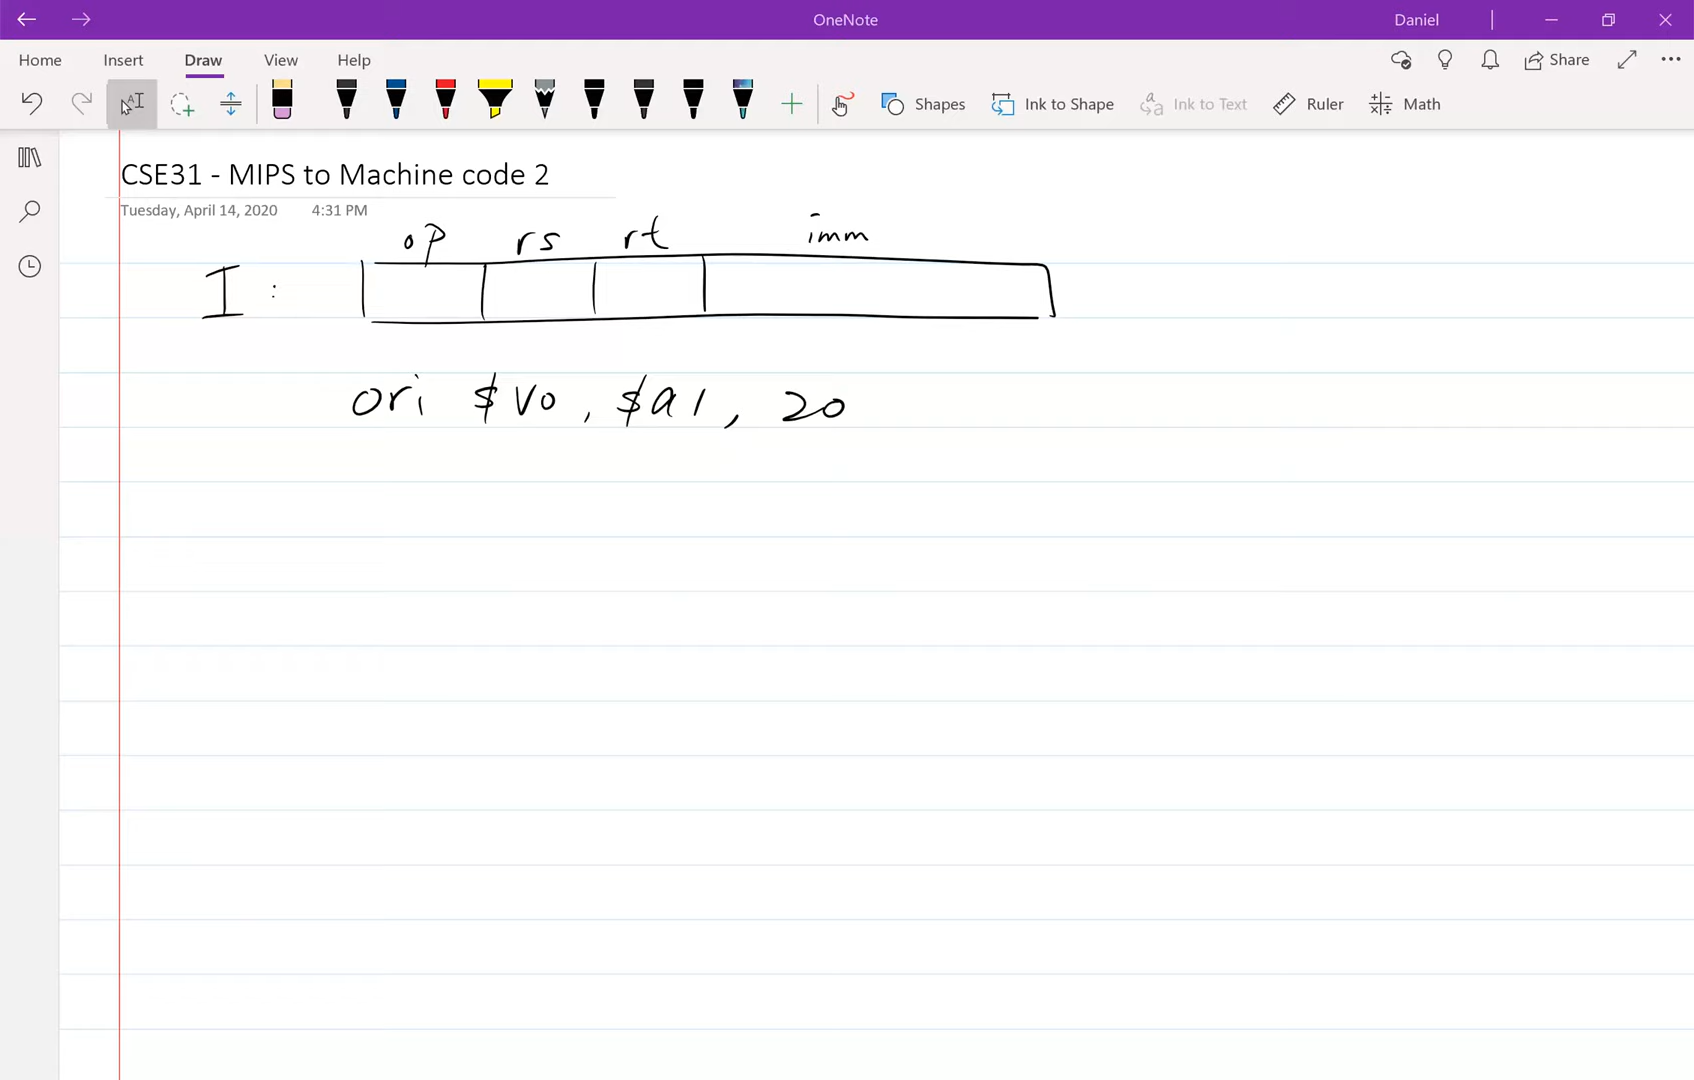 OneNote
Daniel
Home Insert Draw View Help
Share
Shapes Ink to Shape Ink to Text Ruler Math
CSE31 - MIPS to Machine code 2
Tuesday, April 14, 2020 4:31 PM
op rs rt imm
I :
ori $v0, $a1, 20